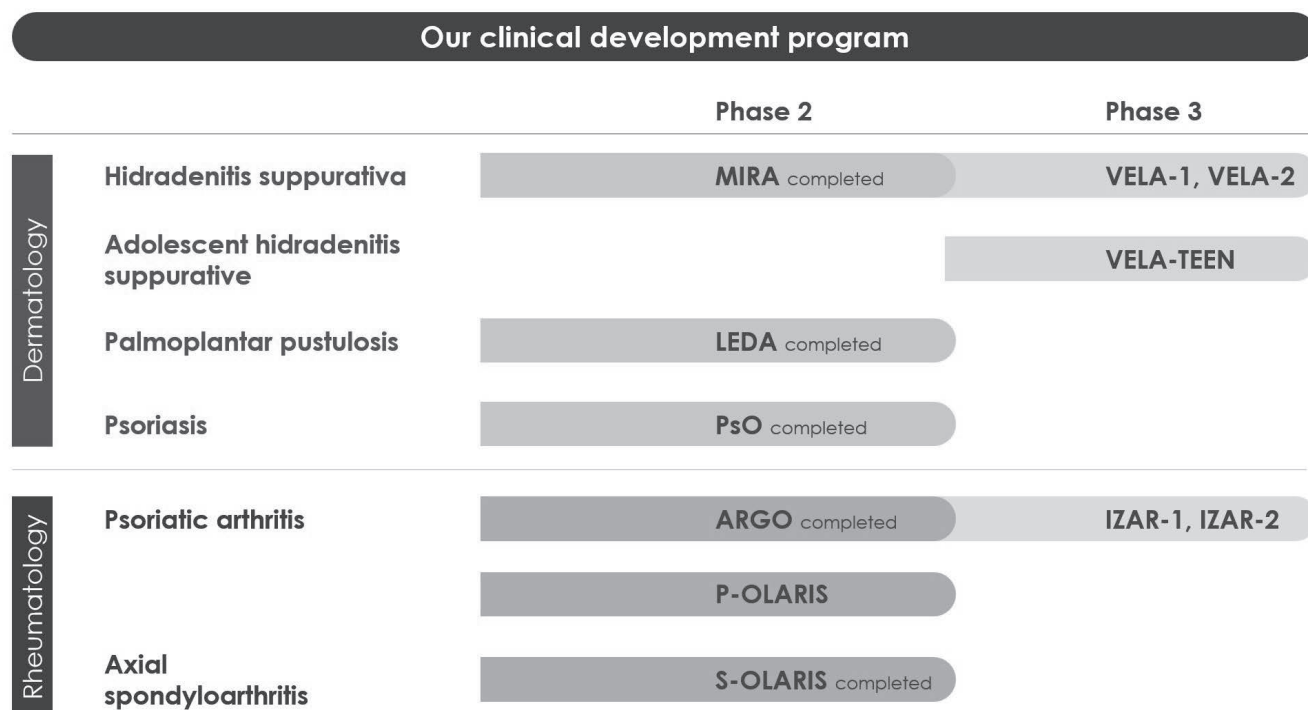 Our clinical development program
Phase 2 Phase 3
Dermatology
Hidradenitis suppurativa MIRA completed VELA-1, VELA-2
Adolescent hidradenitis
suppurative VELA-TEEN
Palmoplantar pustulosis LEDA completed
Psoriasis PsO completed
Rheumatology
Psoriatic arthritis ARGO completed IZAR-1, IZAR-2
P-OLARIS
Axial
spondyloarthritis S-OLARIS completed